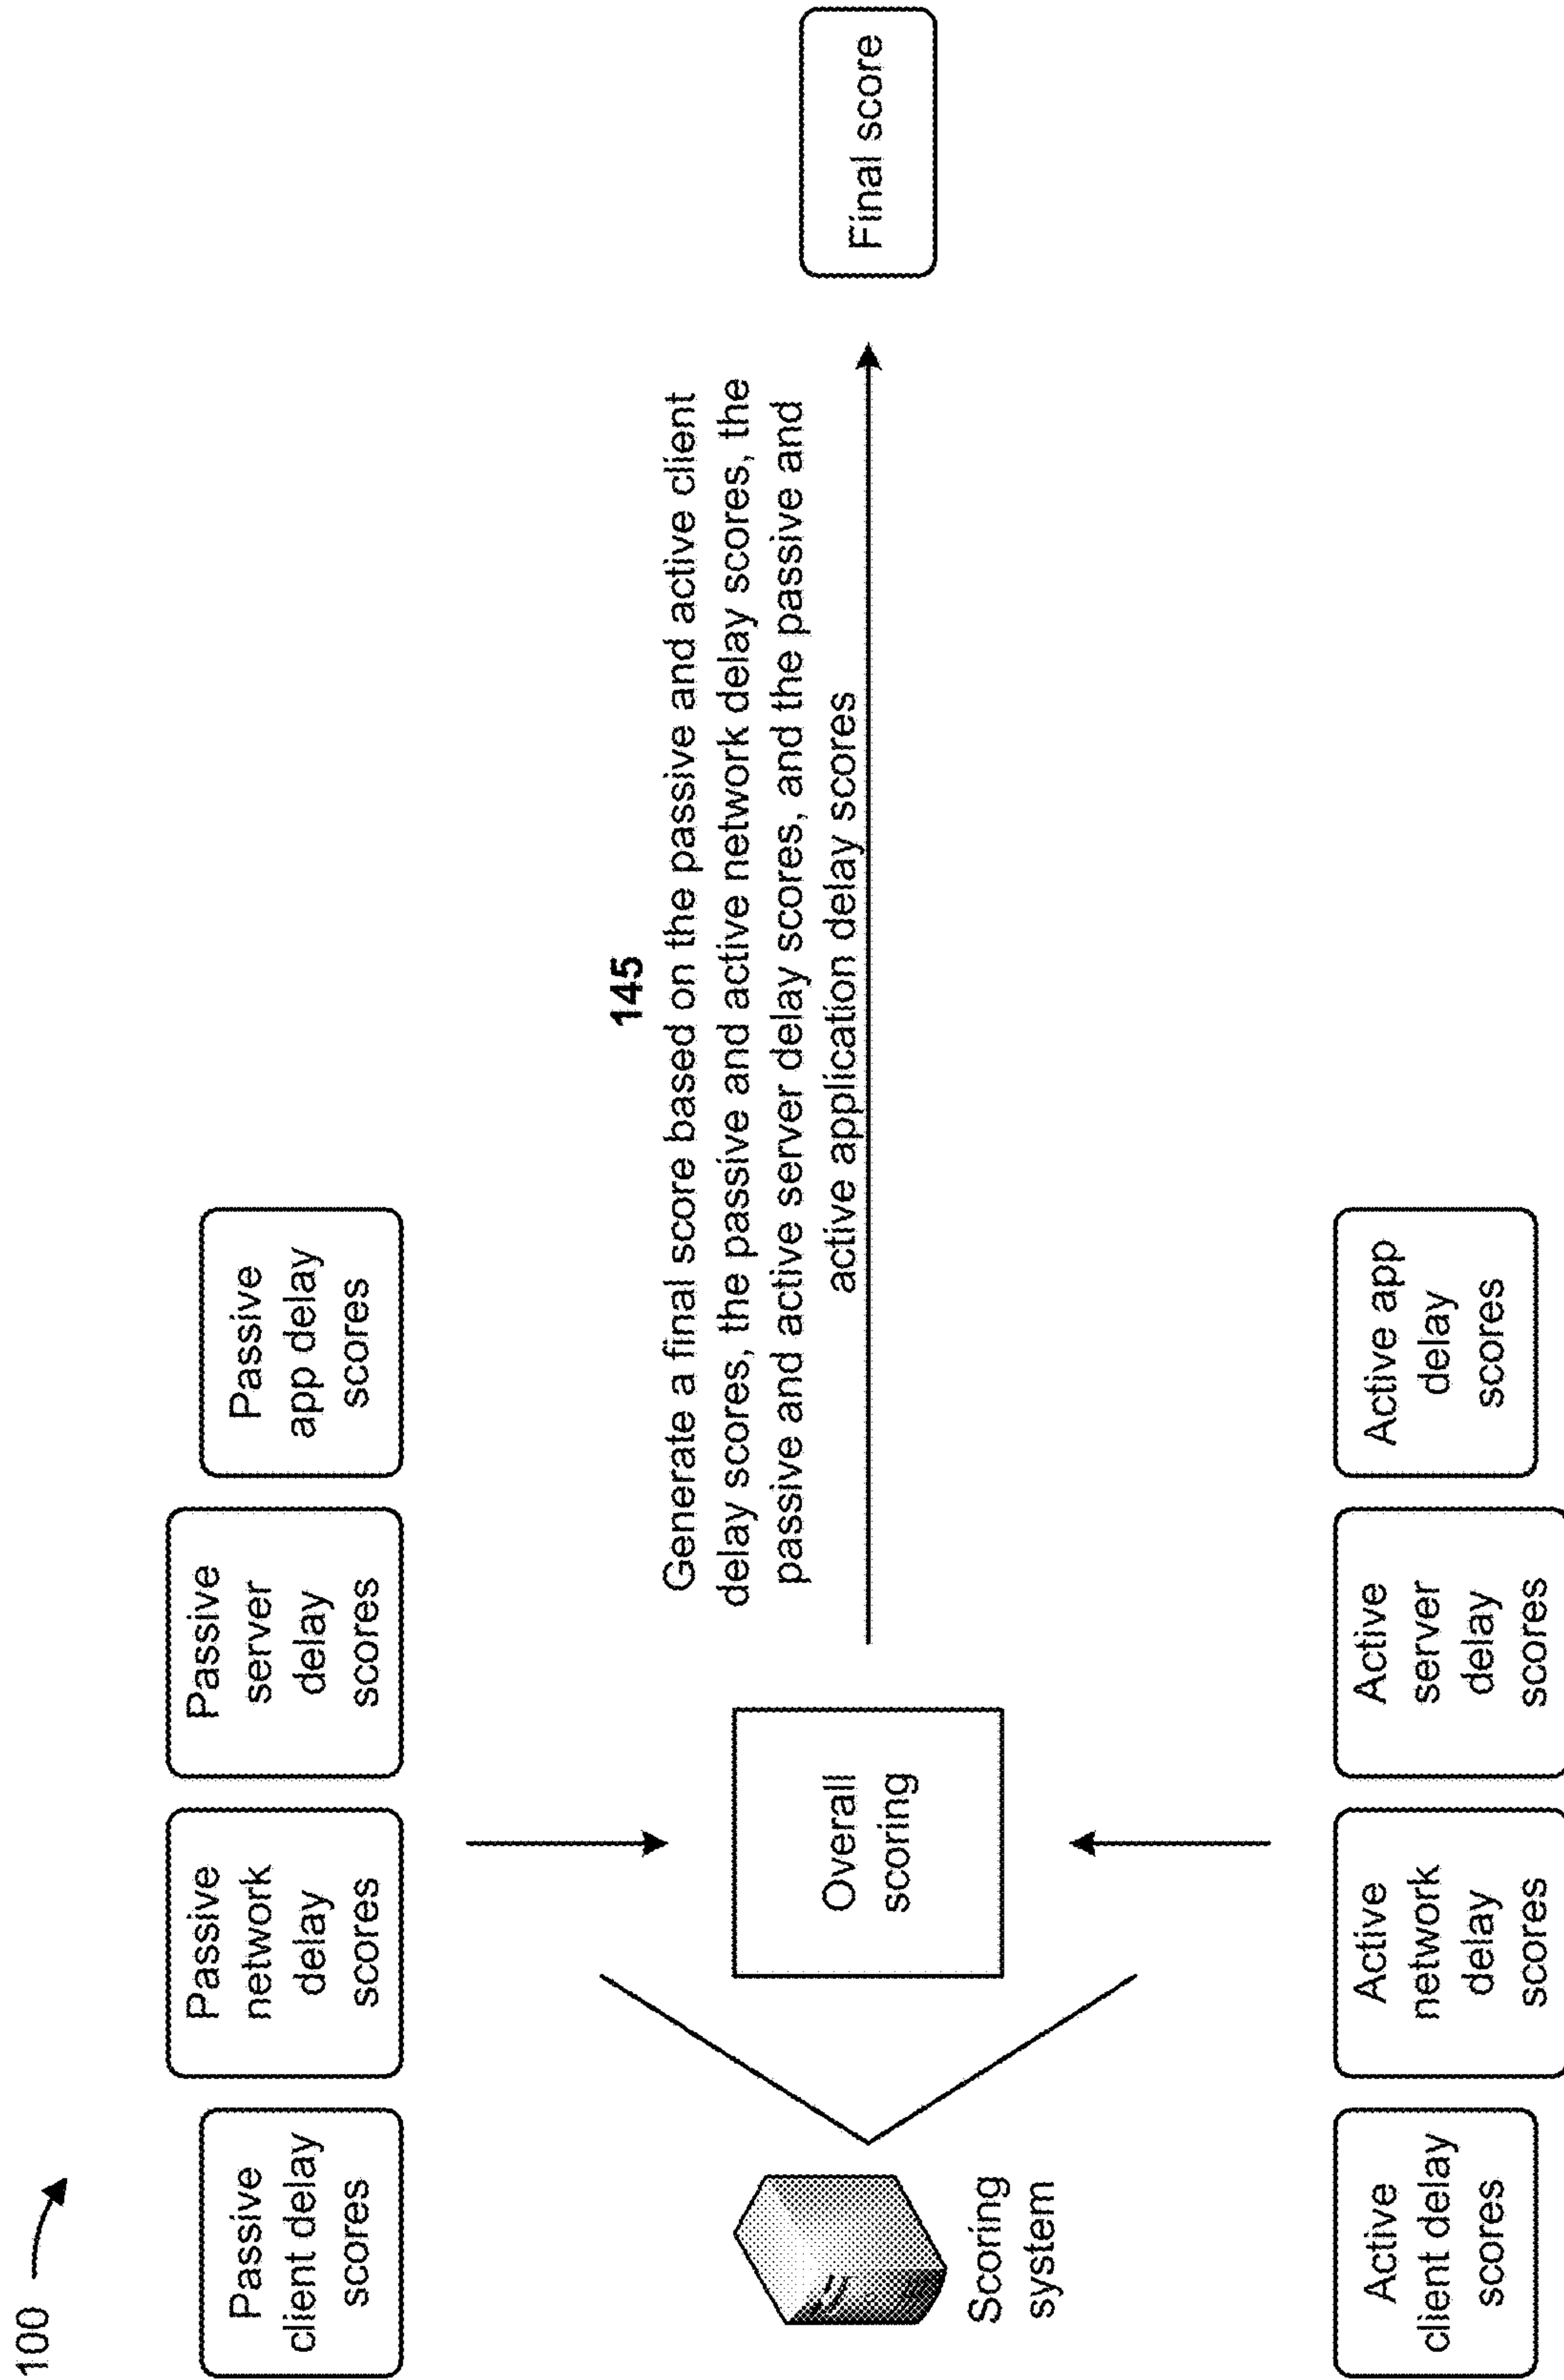 100
Passive
client delay
scores
Passive
network
delay
scores
Passive
server
delay
scores
Passive
app delay
scores
145
Generate a final score based on the passive and active client
delay scores, the passive and active network delay scores, the
passive and active server delay scores, and the passive and
active application delay scores
Scoring
system
Overall
scoring
Final score
Active
client delay
scores
Active
network
delay
scores
Active
server
delay
scores
Active app
delay
scores